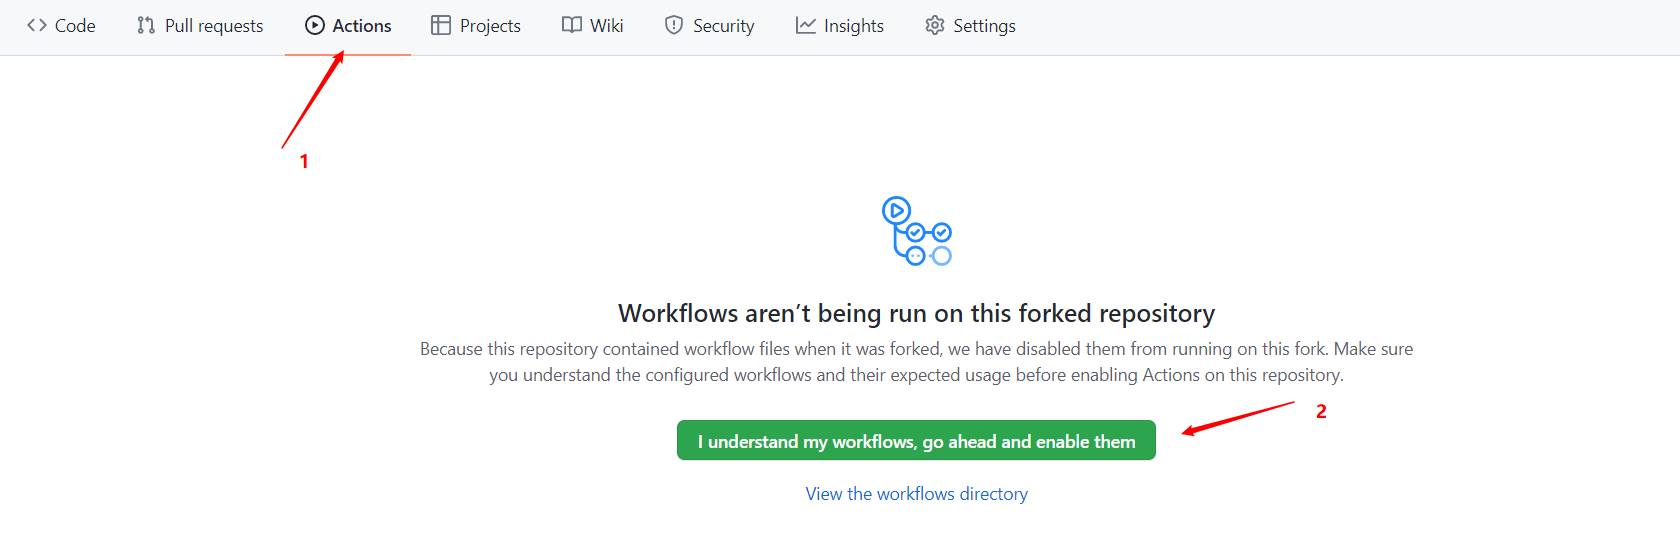 Code Pull requests Actions Projects Wiki Security Insights Settings
1
Workflows aren’t being run on this forked repository
Because this repository contained workflow files when it was forked, we have disabled them from running on this fork. Make sure
you understand the configured workflows and their expected usage before enabling Actions on this repository.
2
I understand my workflows, go ahead and enable them
View the workflows directory